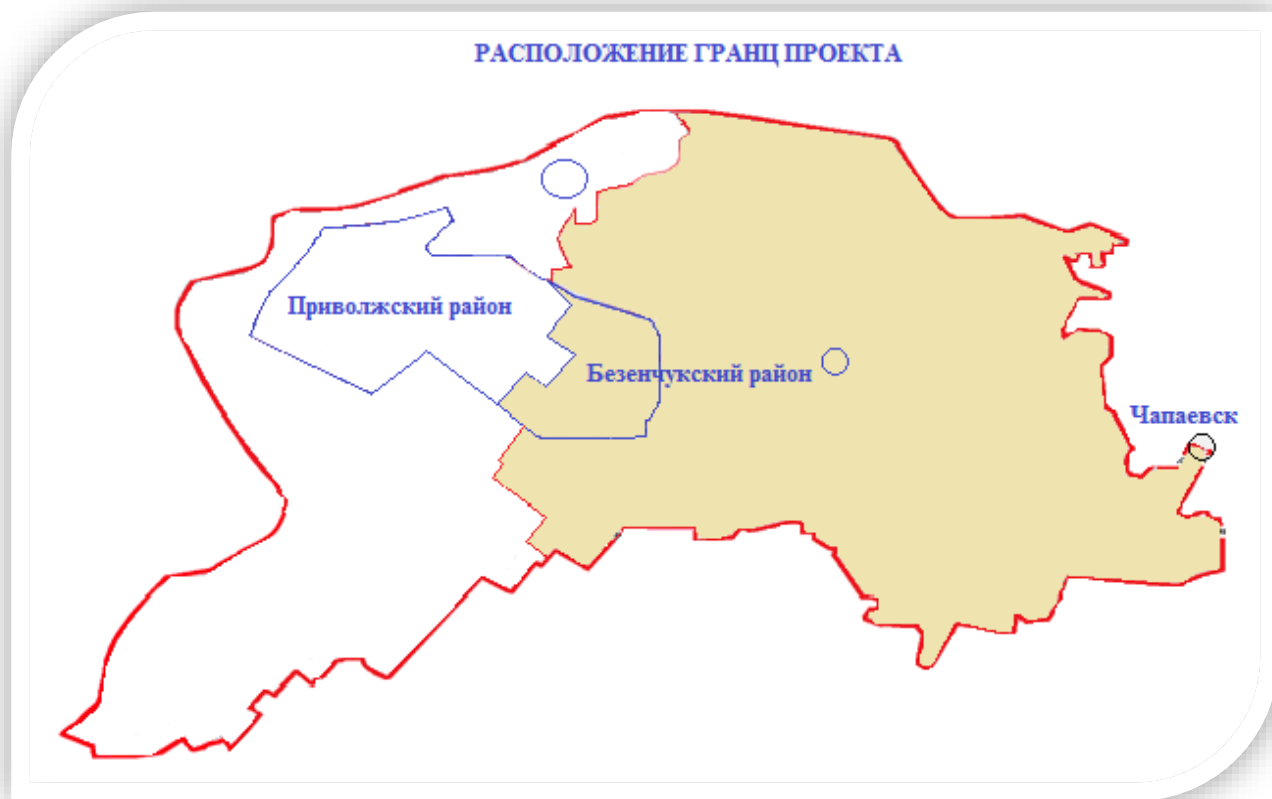 РАСПОЛОЖЕНИЕ ГРАНЦ ПРОЕКТА
Приволжский район
Безенчукский район
Чапаевск